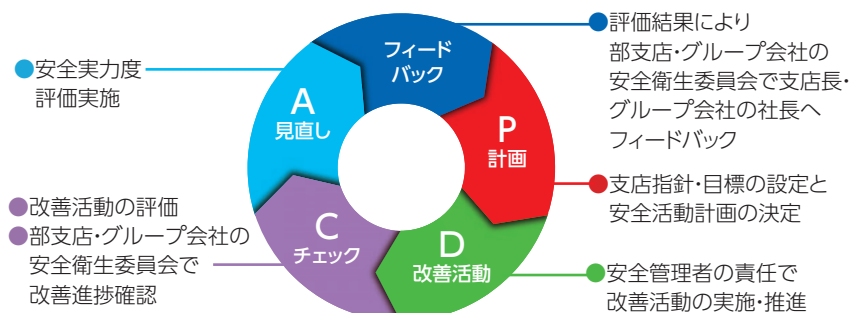 フィード
バック
P
計画
D
改善活動
C
チェック
A
見直し
●評価結果により
部支店・グループ会社の
安全衛生委員会で支店長・
グループ会社の社長へ
フィードバック
●支店指針・目標の設定と
安全活動計画の決定
●安全管理者の責任で
改善活動の実施・推進
●改善活動の評価
●部支店・グループ会社の
安全衛生委員会で
改善進捗確認
●安全実力度
評価実施